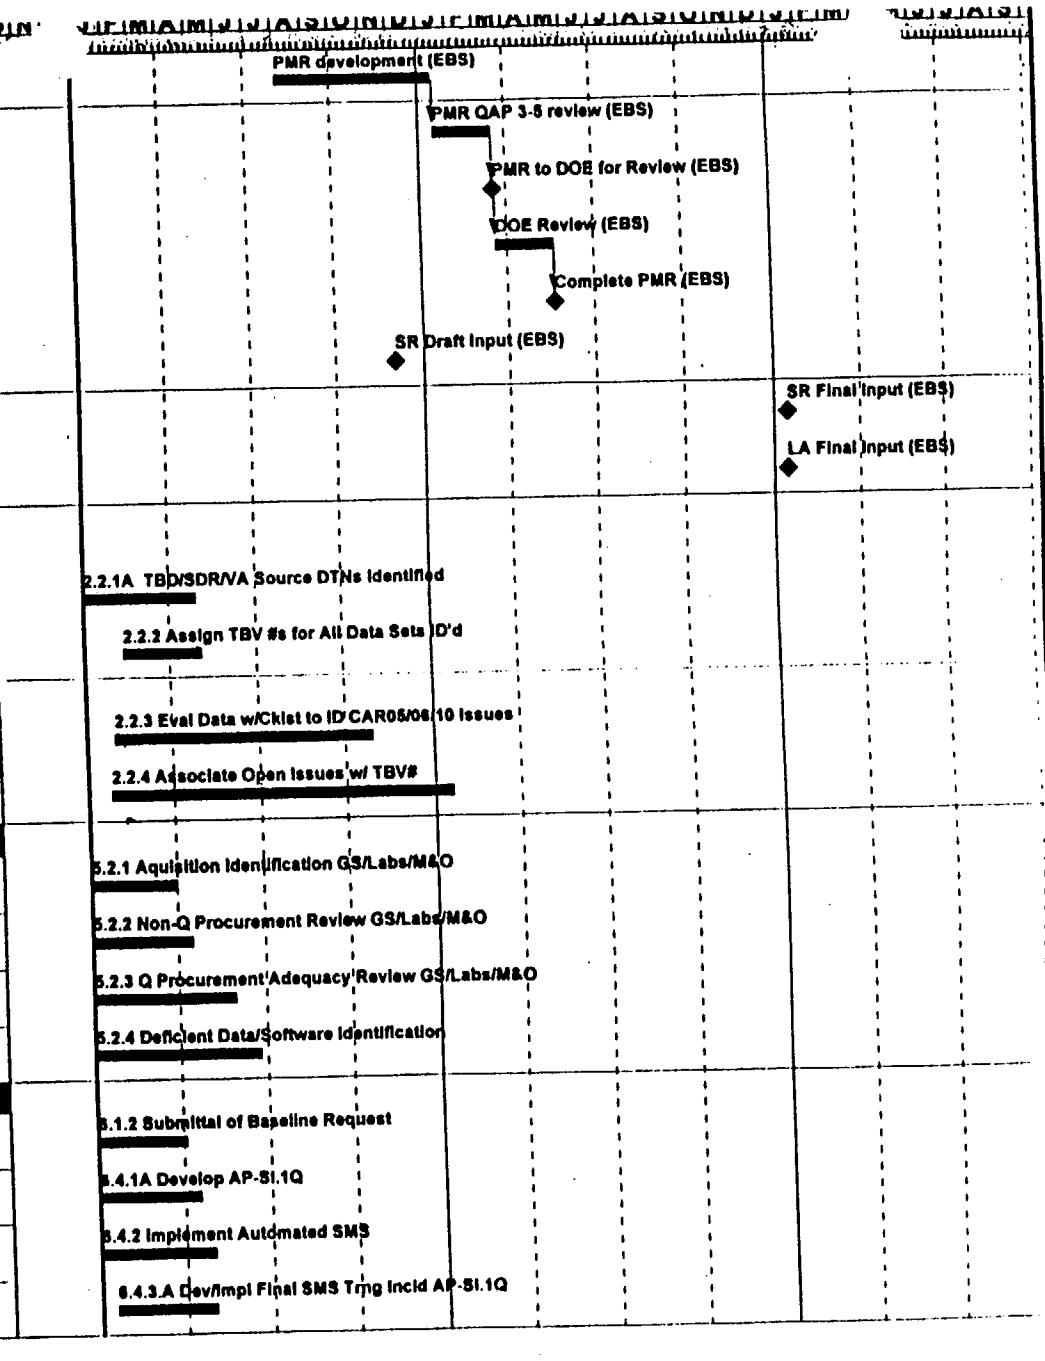 J|F|M|A|M|J|J|A|S|O|N|D|J|F|M|A|M|J|J|A|S|O|N|D|J|F|M
PMR development (EBS)
PMR QAP 3-5 review (EBS)
PMR to DOE for Review (EBS)
DOE Review (EBS)
Complete PMR (EBS)
SR Draft Input (EBS)
SR Final Input (EBS)
LA Final Input (EBS)
2.2.1A TBD/SDR/VA Source DTNs Identified
2.2.2 Assign TBV #s for All Data Sets ID'd
2.2.3 Eval Data w/Cklst to ID CAR05/06/10 Issues
2.2.4 Associate Open Issues w/ TBV#
5.2.1 Aquisition Identification GS/Labs/M&O
5.2.2 Non-Q Procurement Review GS/Labs/M&O
5.2.3 Q Procurement Adequacy Review GS/Labs/M&O
5.2.4 Deficient Data/Software Identification
6.1.2 Submittal of Baseline Request
6.4.1A Develop AP-SI.1Q
6.4.2 Implement Automated SMS
6.4.3.A Dev/Impl Final SMS Trng Incld AP-SI.1Q